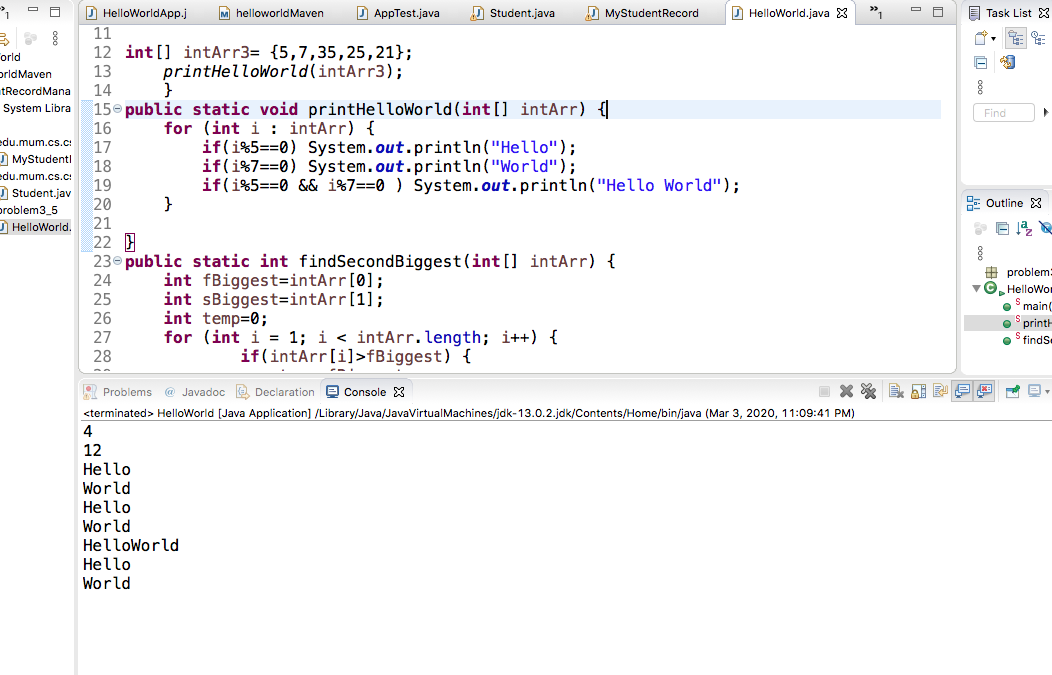 HelloWorldApp.j helloworldMaven AppTest.java Student.java MyStudentRecord HelloWorld.java »1 Task List
»1
orld
orldMaven
ntRecordMana
System Libra
edu.mum.cs.cs
MyStudentI
edu.mum.cs.cs
Student.jav
problem3_5
HelloWorld.
11
12 int[] intArr3= {5,7,35,25,21};
13 printHelloWorld(intArr3);
14 }
15 public static void printHelloWorld(int[] intArr) {
16 for (int i : intArr) {
17 if(i%5==0) System.out.println("Hello");
18 if(i%7==0) System.out.println("World");
19 if(i%5==0 && i%7==0 ) System.out.println("Hello World");
20 }
21
22 }
23 public static int findSecondBiggest(int[] intArr) {
24 int fBiggest=intArr[0];
25 int sBiggest=intArr[1];
26 int temp=0;
27 for (int i = 1; i < intArr.length; i++) {
28 if(intArr[i]>fBiggest) {
Find
Outline
problem3
HelloWor
main(
printH
findSe
Problems @ Javadoc Declaration Console
<terminated> HelloWorld [Java Application] /Library/Java/JavaVirtualMachines/jdk-13.0.2.jdk/Contents/Home/bin/java (Mar 3, 2020, 11:09:41 PM)
4
12
Hello
World
Hello
World
HelloWorld
Hello
World